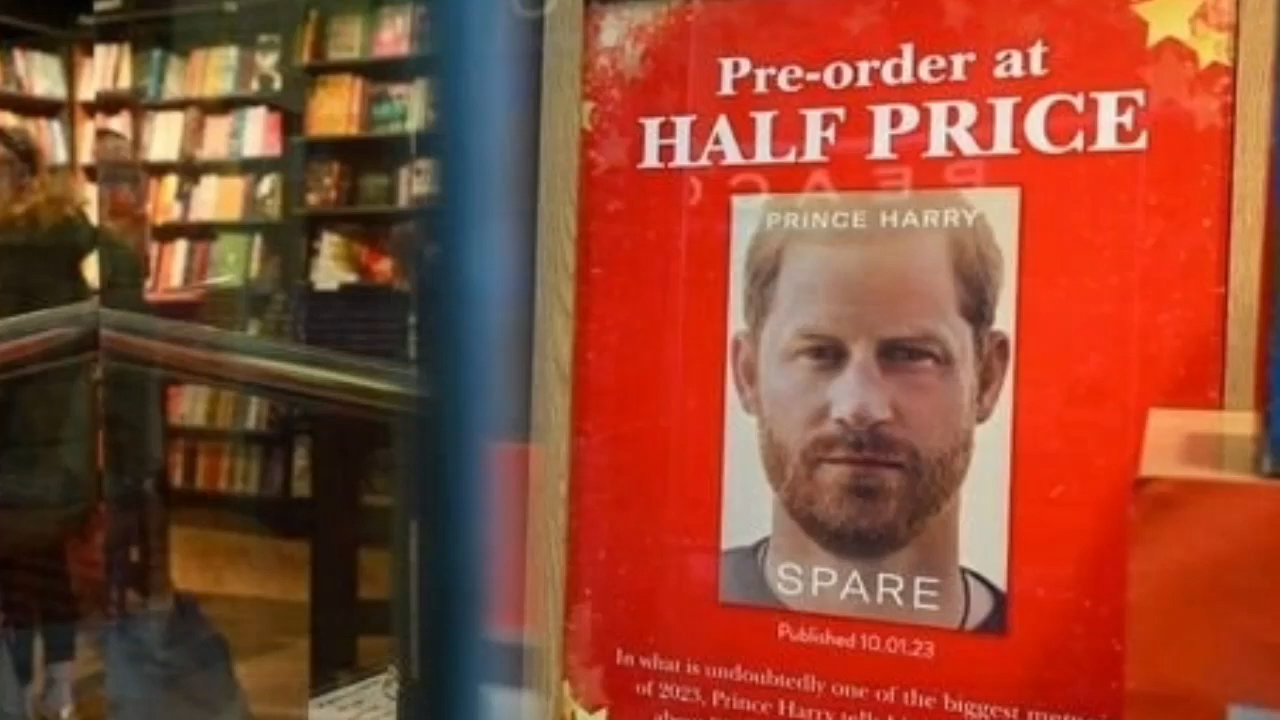 Pre-order at
HALF PRICE
PRINCE HARRY
SPARE
Published 10.01.23
In what is undoubtedly one of the biggest
of 2023, Prince Harry